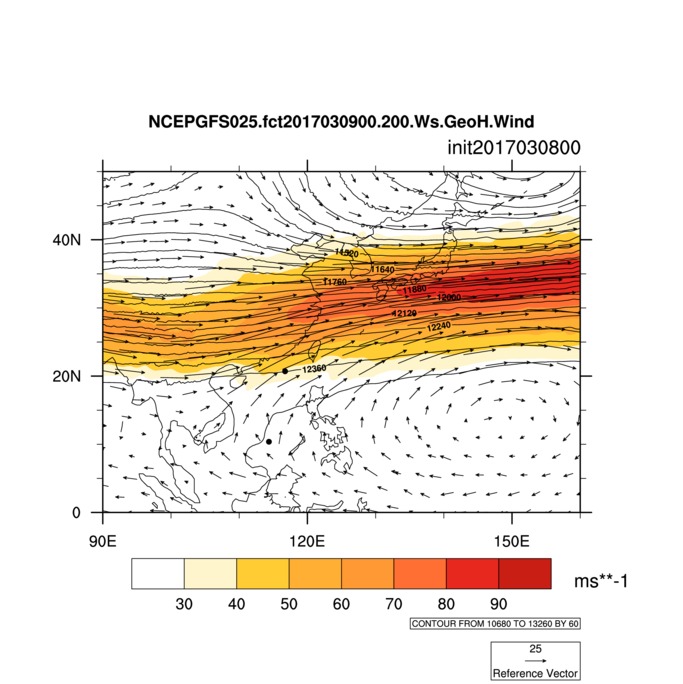 NCEPGFS025.fct2017030900.200.Ws.GeoH.Wind
init2017030800
40N
11520
11640
11760
11880
12000
12120
12240
20N
12360
0
90E 120E 150E
ms**-1
30 40 50 60 70 80 90
CONTOUR FROM 10680 TO 13260 BY 60
25
Reference Vector